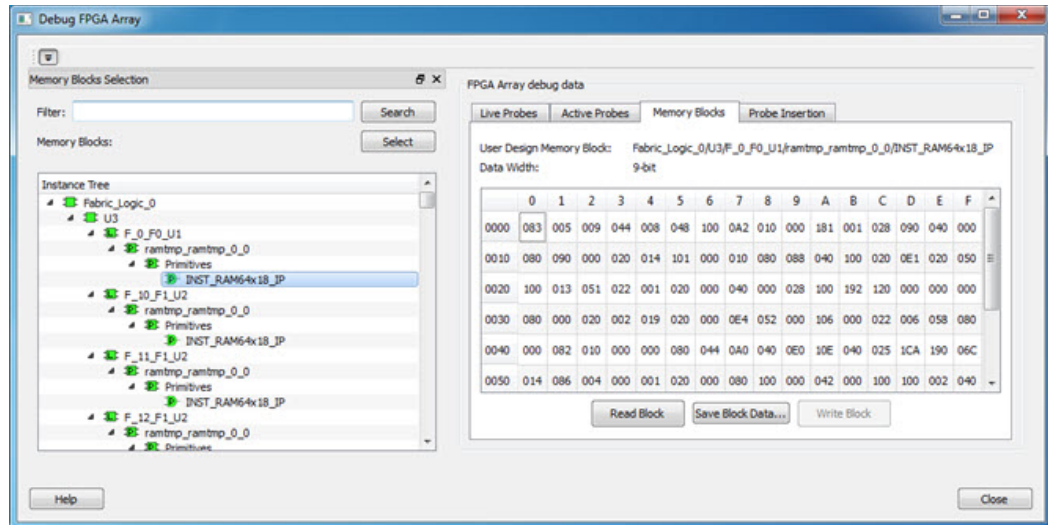 Debug FPGA Array
Memory Blocks Selection
Filter:
Search
Memory Blocks:
Select
Instance Tree
Fabric_Logic_0
U3
F_0_F0_U1
ramtmp_ramtmp_0_0
Primitives
INST_RAM64x18_IP
F_10_F1_U2
ramtmp_ramtmp_0_0
Primitives
INST_RAM64x18_IP
F_11_F1_U2
ramtmp_ramtmp_0_0
Primitives
INST_RAM64x18_IP
F_12_F1_U2
ramtmp_ramtmp_0_0
Primitives
FPGA Array debug data
Live Probes Active Probes Memory Blocks Probe Insertion
User Design Memory Block: Fabric_Logic_0/U3/F_0_F0_U1/ramtmp_ramtmp_0_0/INST_RAM64x18_IP
Data Width: 9-bit
0 1 2 3 4 5 6 7 8 9 A B C D E F
0000 083 005 009 044 008 048 100 0A2 010 000 181 001 028 090 040 000
0010 080 090 000 020 014 101 000 010 080 088 040 100 020 0E1 020 050
0020 100 013 051 022 001 020 000 040 000 028 100 192 120 000 000 000
0030 080 000 020 002 019 020 000 0E4 052 000 106 000 022 006 058 080
0040 000 082 010 000 000 080 044 0A0 040 0E0 10E 040 025 1CA 190 06C
0050 014 086 004 000 001 020 000 080 100 000 042 000 100 100 002 040
Read Block Save Block Data... Write Block
Help Close